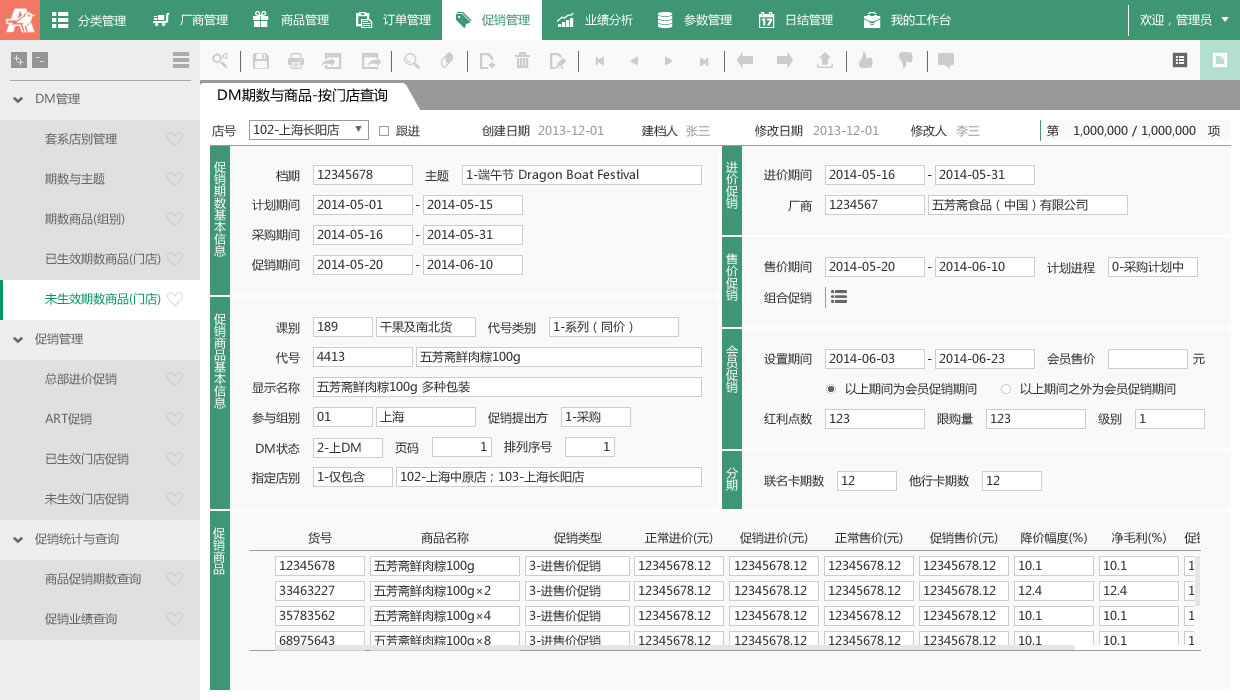 分类管理 厂商管理 商品管理 订单管理 促销管理 业绩分析 参数管理 日结管理 我的工作台 欢迎，管理员
DM管理
套系店别管理
期数与主题
期数商品(组别)
已生效期数商品(门店)
未生效期数商品(门店)
促销管理
总部进价促销
ART促销
已生效门店促销
未生效门店促销
促销统计与查询
商品促销期数查询
促销业绩查询
DM期数与商品-按门店查询
店号 102-上海长阳店 跟进 创建日期 2013-12-01 建档人 张三 修改日期 2013-12-01 修改人 李三 第 1,000,000 / 1,000,000 项
促销期数基本信息
档期 12345678 主题 1-端午节 Dragon Boat Festival
计划期间 2014-05-01 - 2014-05-15
采购期间 2014-05-16 - 2014-05-31
促销期间 2014-05-20 - 2014-06-10
促销商品基本信息
课别 189 干果及南北货 代号类别 1-系列（同价）
代号 4413 五芳斋鲜肉粽100g
显示名称 五芳斋鲜肉粽100g 多种包装
参与组别 01 上海 促销提出方 1-采购
DM状态 2-上DM 页码 1 排列序号 1
指定店别 1-仅包含 102-上海中原店；103-上海长阳店
进价促销
进价期间 2014-05-16 - 2014-05-31
厂商 1234567 五芳斋食品（中国）有限公司
售价促销
售价期间 2014-05-20 - 2014-06-10 计划进程 0-采购计划中
组合促销
会员促销
设置期间 2014-06-03 - 2014-06-23 会员售价 元
以上期间为会员促销期间 以上期间之外为会员促销期间
红利点数 123 限购量 123 级别 1
分期
联名卡期数 12 他行卡期数 12
促销商品
货号 商品名称 促销类型 正常进价(元) 促销进价(元) 正常售价(元) 促销售价(元) 降价幅度(%) 净毛利(%) 促
12345678 五芳斋鲜肉粽100g 3-进售价促销 12345678.12 12345678.12 12345678.12 12345678.12 10.1 10.1 1
33463227 五芳斋鲜肉粽100g×2 3-进售价促销 12345678.12 12345678.12 12345678.12 12345678.12 12.4 12.4 1
35783562 五芳斋鲜肉粽100g×4 3-进售价促销 12345678.12 12345678.12 12345678.12 12345678.12 10.1 10.1 1
68975643 五芳斋鲜肉粽100g×8 3-进售价促销 12345678.12 12345678.12 12345678.12 12345678.12 10.1 10.1 1